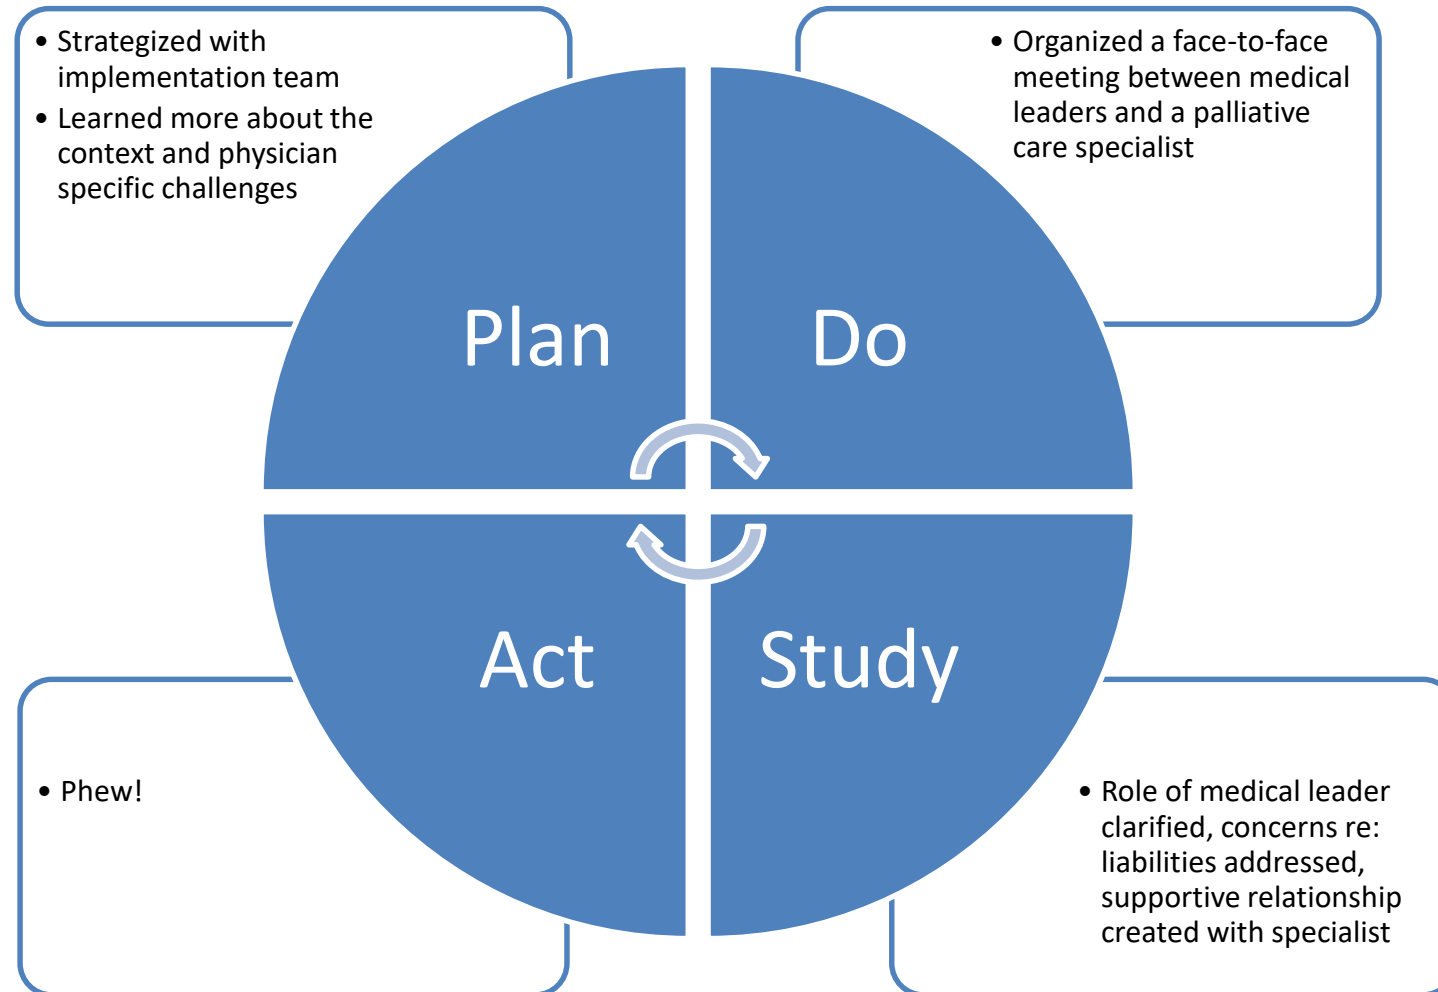 • Strategized with
implementation team
• Learned more about the
context and physician
specific challenges
• Organized a face-to-face
meeting between medical
leaders and a palliative
care specialist
Plan
Do
Act
Study
• Phew!
• Role of medical leader
clarified, concerns re:
liabilities addressed,
supportive relationship
created with specialist